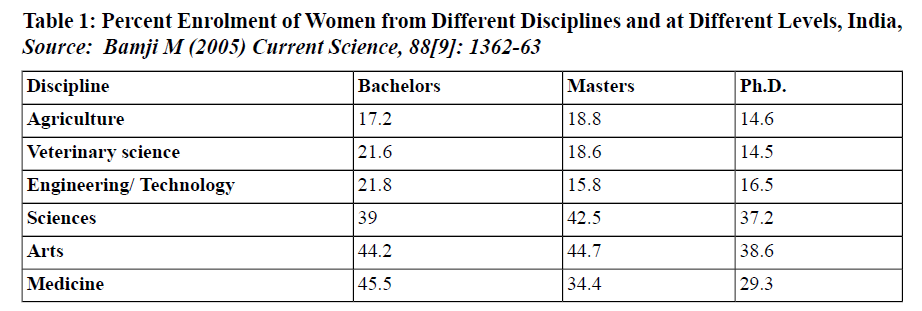 Table 1: Percent Enrolment of Women from Different Disciplines and at Different Levels, India,
Source: Bamji M (2005) Current Science, 88[9]: 1362-63
Discipline Bachelors Masters Ph.D.
Agriculture 17.2 18.8 14.6
Veterinary science 21.6 18.6 14.5
Engineering/ Technology 21.8 15.8 16.5
Sciences 39 42.5 37.2
Arts 44.2 44.7 38.6
Medicine 45.5 34.4 29.3